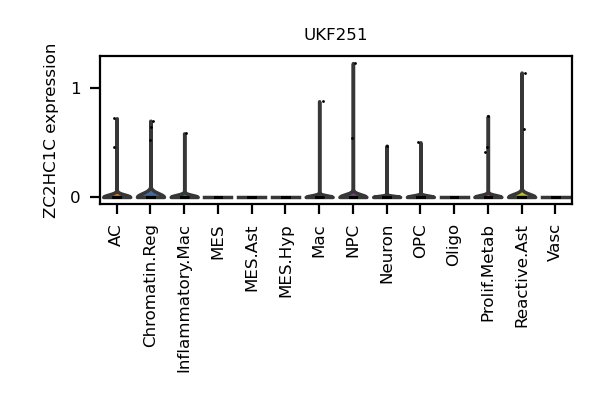 UKF251
ZC2HC1C expression
1
0
AC
Chromatin.Reg
Inflammatory.Mac
MES
MES.Ast
MES.Hyp
Mac
NPC
Neuron
OPC
Oligo
Prolif.Metab
Reactive.Ast
Vasc